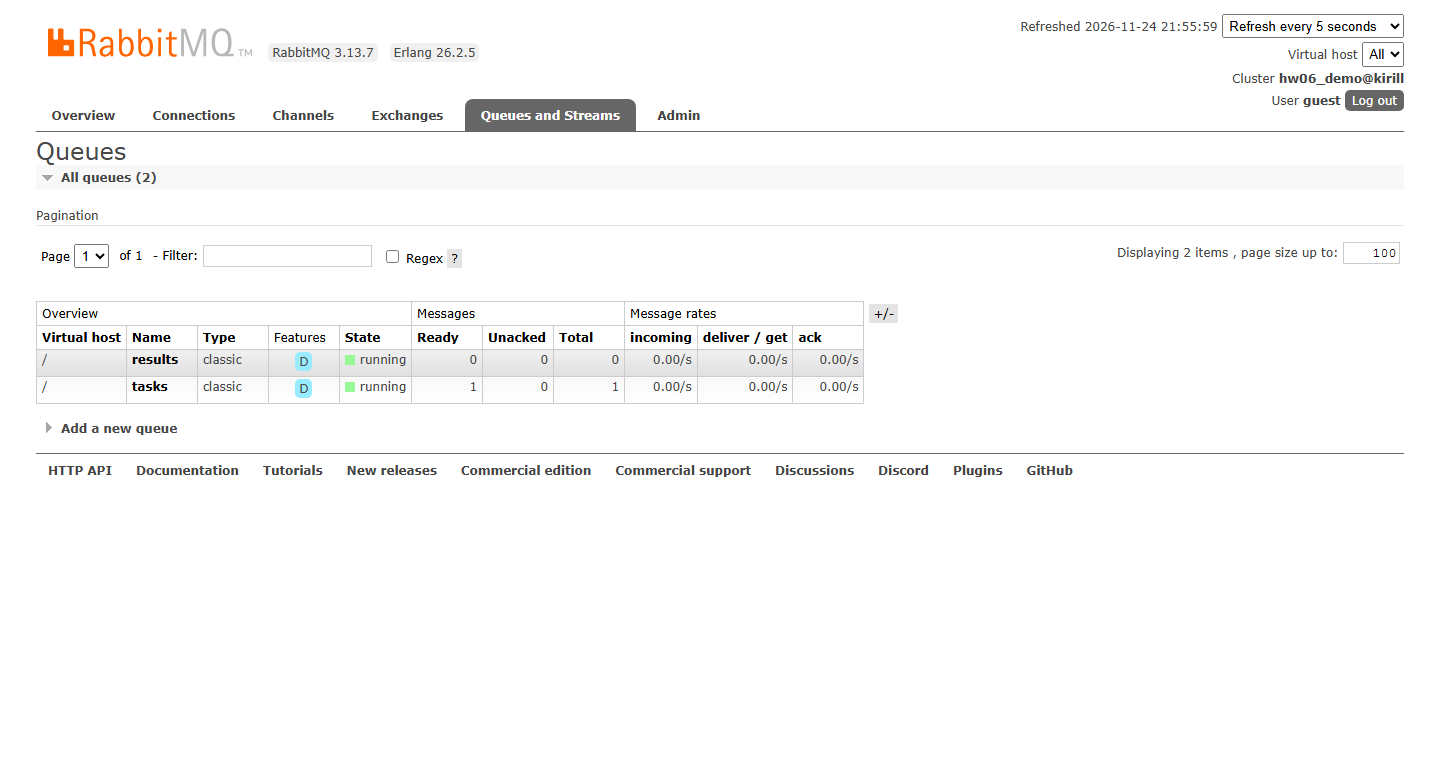 RabbitMQ TM RabbitMQ 3.13.7 Erlang 26.2.5
Refreshed 2026-11-24 21:55:59 Refresh every 5 seconds
Virtual host All
Cluster hw06_demo@kirill
User guest Log out
Overview Connections Channels Exchanges Queues and Streams Admin
Queues
All queues (2)
Pagination
Page 1 of 1 - Filter: Regex ? Displaying 2 items , page size up to: 100
Overview Messages Message rates +/-
Virtual host Name Type Features State Ready Unacked Total incoming deliver / get ack
/ results classic D running 0 0 0 0.00/s 0.00/s 0.00/s
/ tasks classic D running 1 0 1 0.00/s 0.00/s 0.00/s
Add a new queue
HTTP API Documentation Tutorials New releases Commercial edition Commercial support Discussions Discord Plugins GitHub